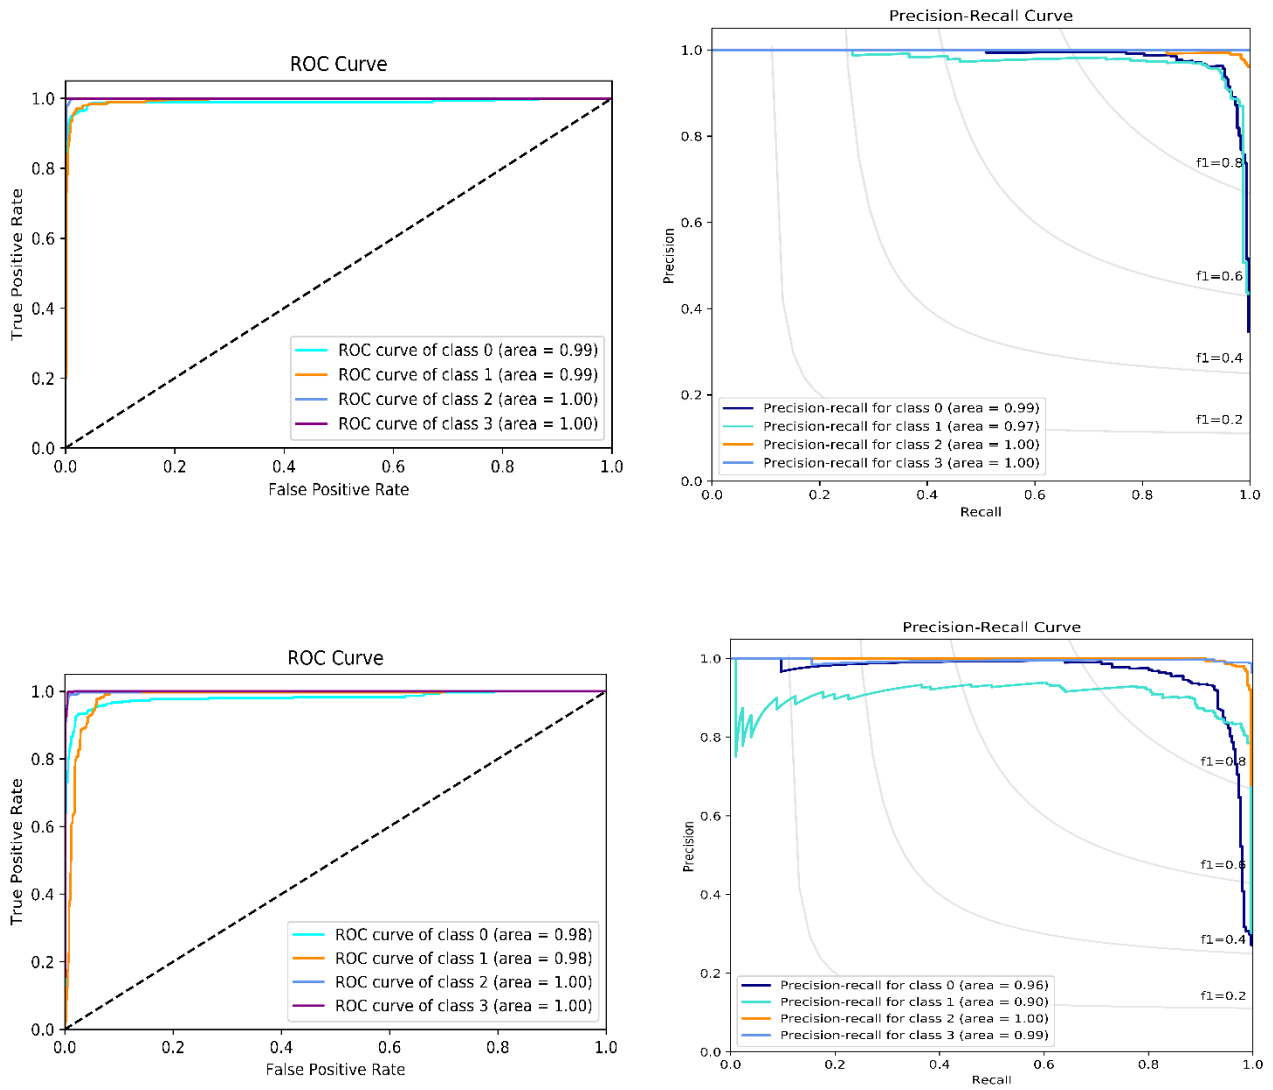 ROC Curve
1.0
0.8
0.6
0.4
0.2
0.0
True Positive Rate
ROC curve of class 0 (area = 0.99)
ROC curve of class 1 (area = 0.99)
ROC curve of class 2 (area = 1.00)
ROC curve of class 3 (area = 1.00)
0.0 0.2 0.4 0.6 0.8 1.0
False Positive Rate
Precision-Recall Curve
1.0
0.8
0.6
0.4
0.2
0.0
Precision
f1=0.8
f1=0.6
f1=0.4
f1=0.2
Precision-recall for class 0 (area = 0.99)
Precision-recall for class 1 (area = 0.97)
Precision-recall for class 2 (area = 1.00)
Precision-recall for class 3 (area = 1.00)
0.0 0.2 0.4 0.6 0.8 1.0
Recall
ROC Curve
1.0
0.8
0.6
0.4
0.2
0.0
True Positive Rate
ROC curve of class 0 (area = 0.98)
ROC curve of class 1 (area = 0.98)
ROC curve of class 2 (area = 1.00)
ROC curve of class 3 (area = 1.00)
0.0 0.2 0.4 0.6 0.8 1.0
False Positive Rate
Precision-Recall Curve
1.0
0.8
0.6
0.4
0.2
0.0
Precision
f1=0.8
f1=0.6
f1=0.4
f1=0.2
Precision-recall for class 0 (area = 0.96)
Precision-recall for class 1 (area = 0.90)
Precision-recall for class 2 (area = 1.00)
Precision-recall for class 3 (area = 0.99)
0.0 0.2 0.4 0.6 0.8 1.0
Recall